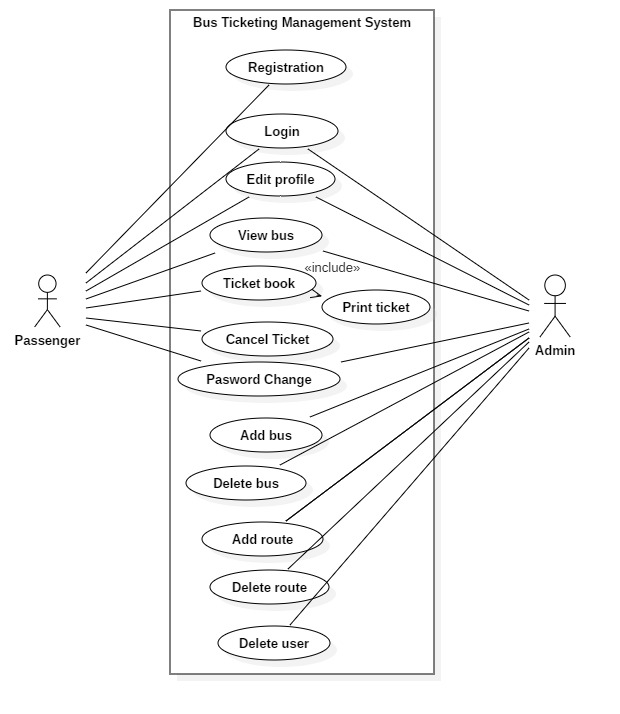 Bus Ticketing Management System
Registration
Login
Edit profile
View bus
«include»
Ticket book
Print ticket
Passenger
Admin
Cancel Ticket
Pasword Change
Add bus
Delete bus
Add route
Delete route
Delete user